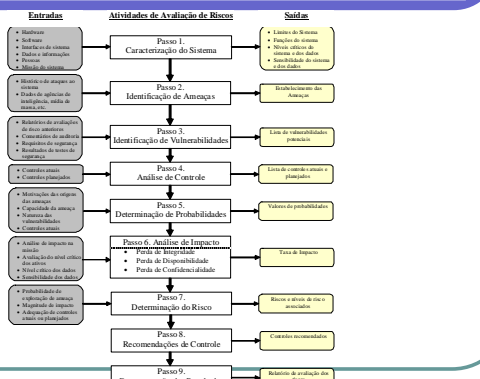 Entradas
Atividades de Avaliação de Riscos
Saídas
• Hardware
• Software
• Interfaces de sistema
• Dados e informações
• Pessoas
• Missão do sistema
Passo 1.
Caracterização do Sistema
• Limites do Sistema
• Funções do sistema
• Níveis críticos de
sistema e dos dados
• Sensibilidade do sistema
e dos dados
• Histórico de ataques ao
sistema
• Dados de agências de
inteligência, mídia de
massa, etc.
Passo 2.
Identificação de Ameaças
Estabelecimento das
Ameaças
• Relatórios de avaliações
de risco anteriores
• Comentários de auditoria
• Requisitos de segurança
• Resultados de testes de
segurança
Passo 3.
Identificação de Vulnerabilidades
Lista de vulnerabilidades
potenciais
• Controles atuais
• Controles planejados
Passo 4.
Análise de Controle
Lista de controles atuais e
planejados
• Motivações das origens
das ameaças
• Capacidade da ameaça
• Natureza das
vulnerabilidades
• Controles atuais
Passo 5.
Determinação de Probabilidades
Valores de probabilidades
• Análise de impacto na
missão
• Avaliação do nível crítico
dos ativos
• Nível crítico dos dados
• Sensibilidade dos dados
Passo 6. Análise de Impacto
• Perda de Integridade
• Perda de Disponibilidade
• Perda de Confidencialidade
Taxa de Impacto
• Probabilidade de
exploração de ameaça
• Magnitude de impacto
• Adequação de controles
atuais ou planejados
Passo 7.
Determinação do Risco
Riscos e níveis de risco
associados
Passo 8.
Recomendações de Controle
Controles recomendados
Passo 9.
Relatório de avaliação dos